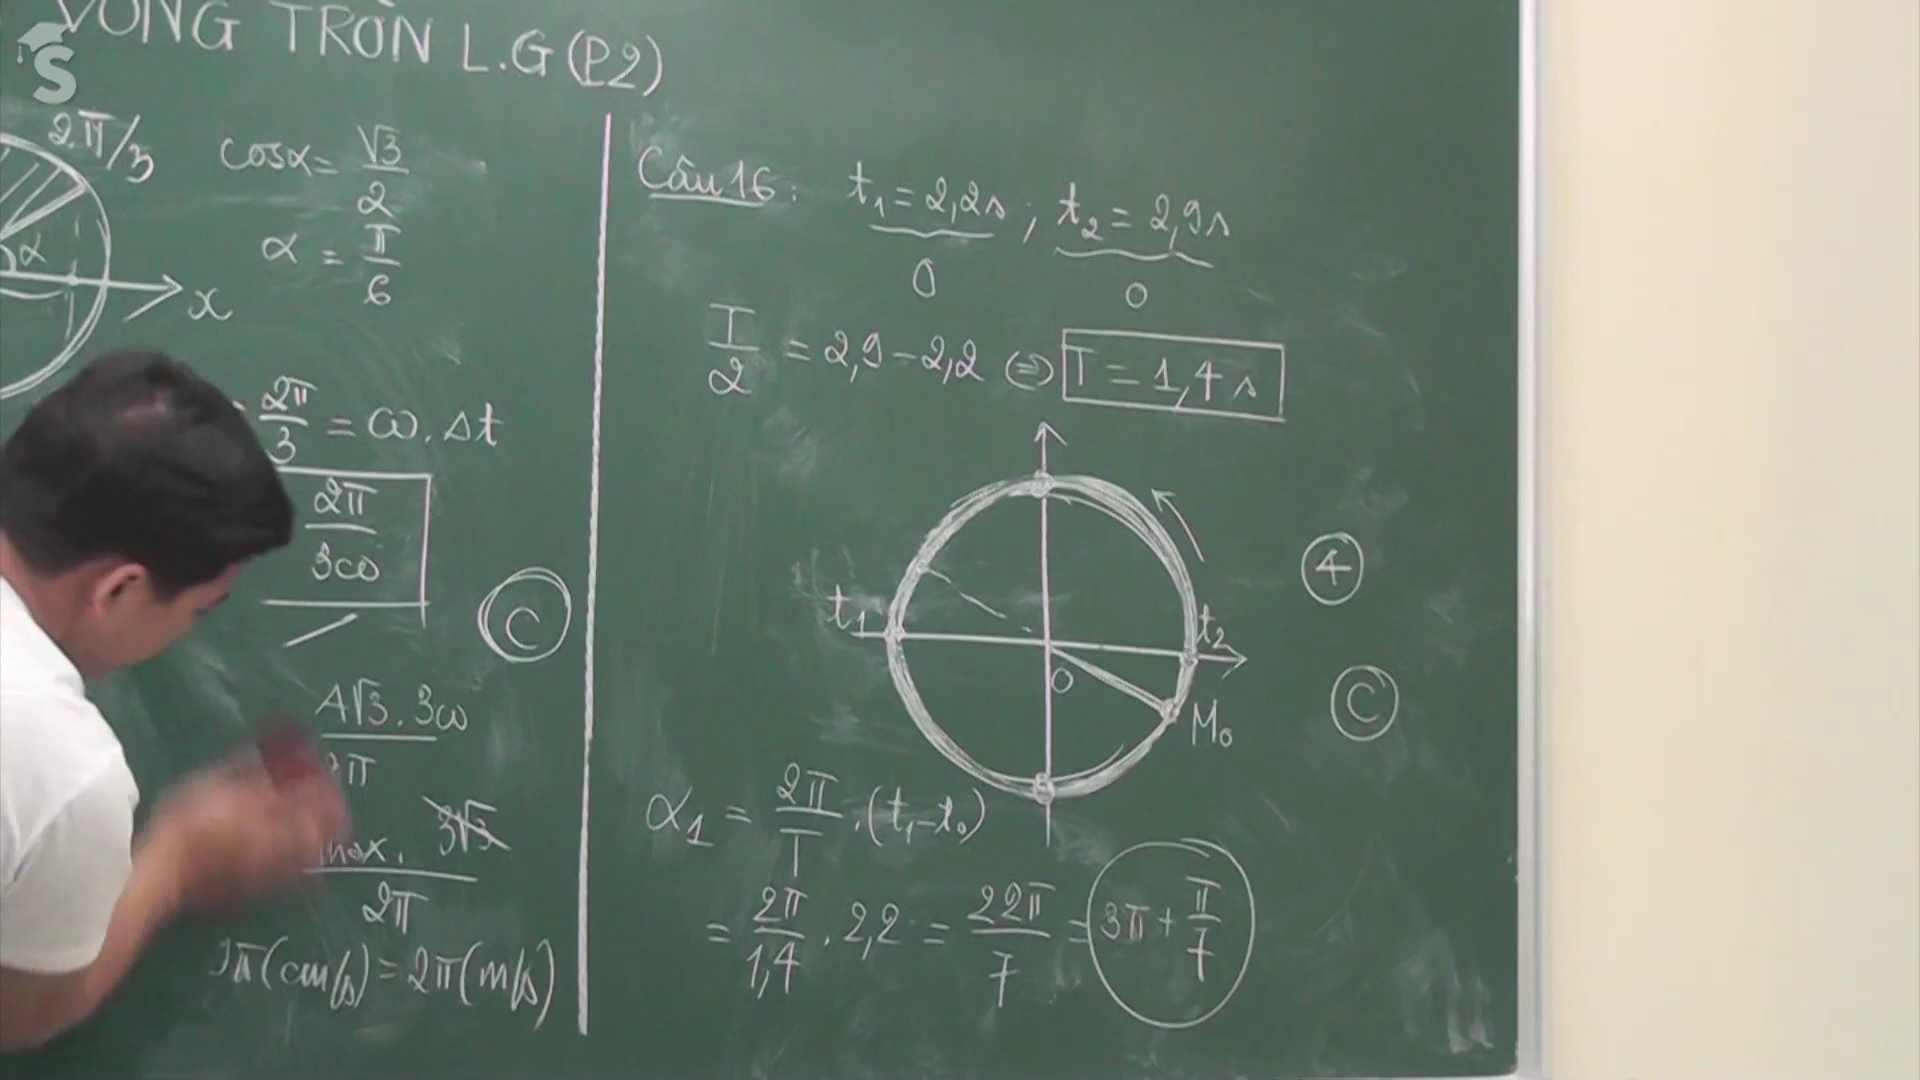 VÒNG TRÒN L.G (P2)
2π/3
cosα = √3/2
α
x
α = π/6
2π/3 = ω.Δt
2π/3ω
C
A√3.3ω
max. 3√3
2π
π(cm/s) = 2π(m/s)
Câu 16: t₁ = 2,2s ; t₂ = 2,9s
0 0
T/2 = 2,9 - 2,2 ⇔ T = 1,4s
4
t₁
t₂
O
M₀
C
α₁ = 2π/T .(t₁-t₀)
= 2π/1,4 . 2,2 = 22π/7 = 3π + π/7
S